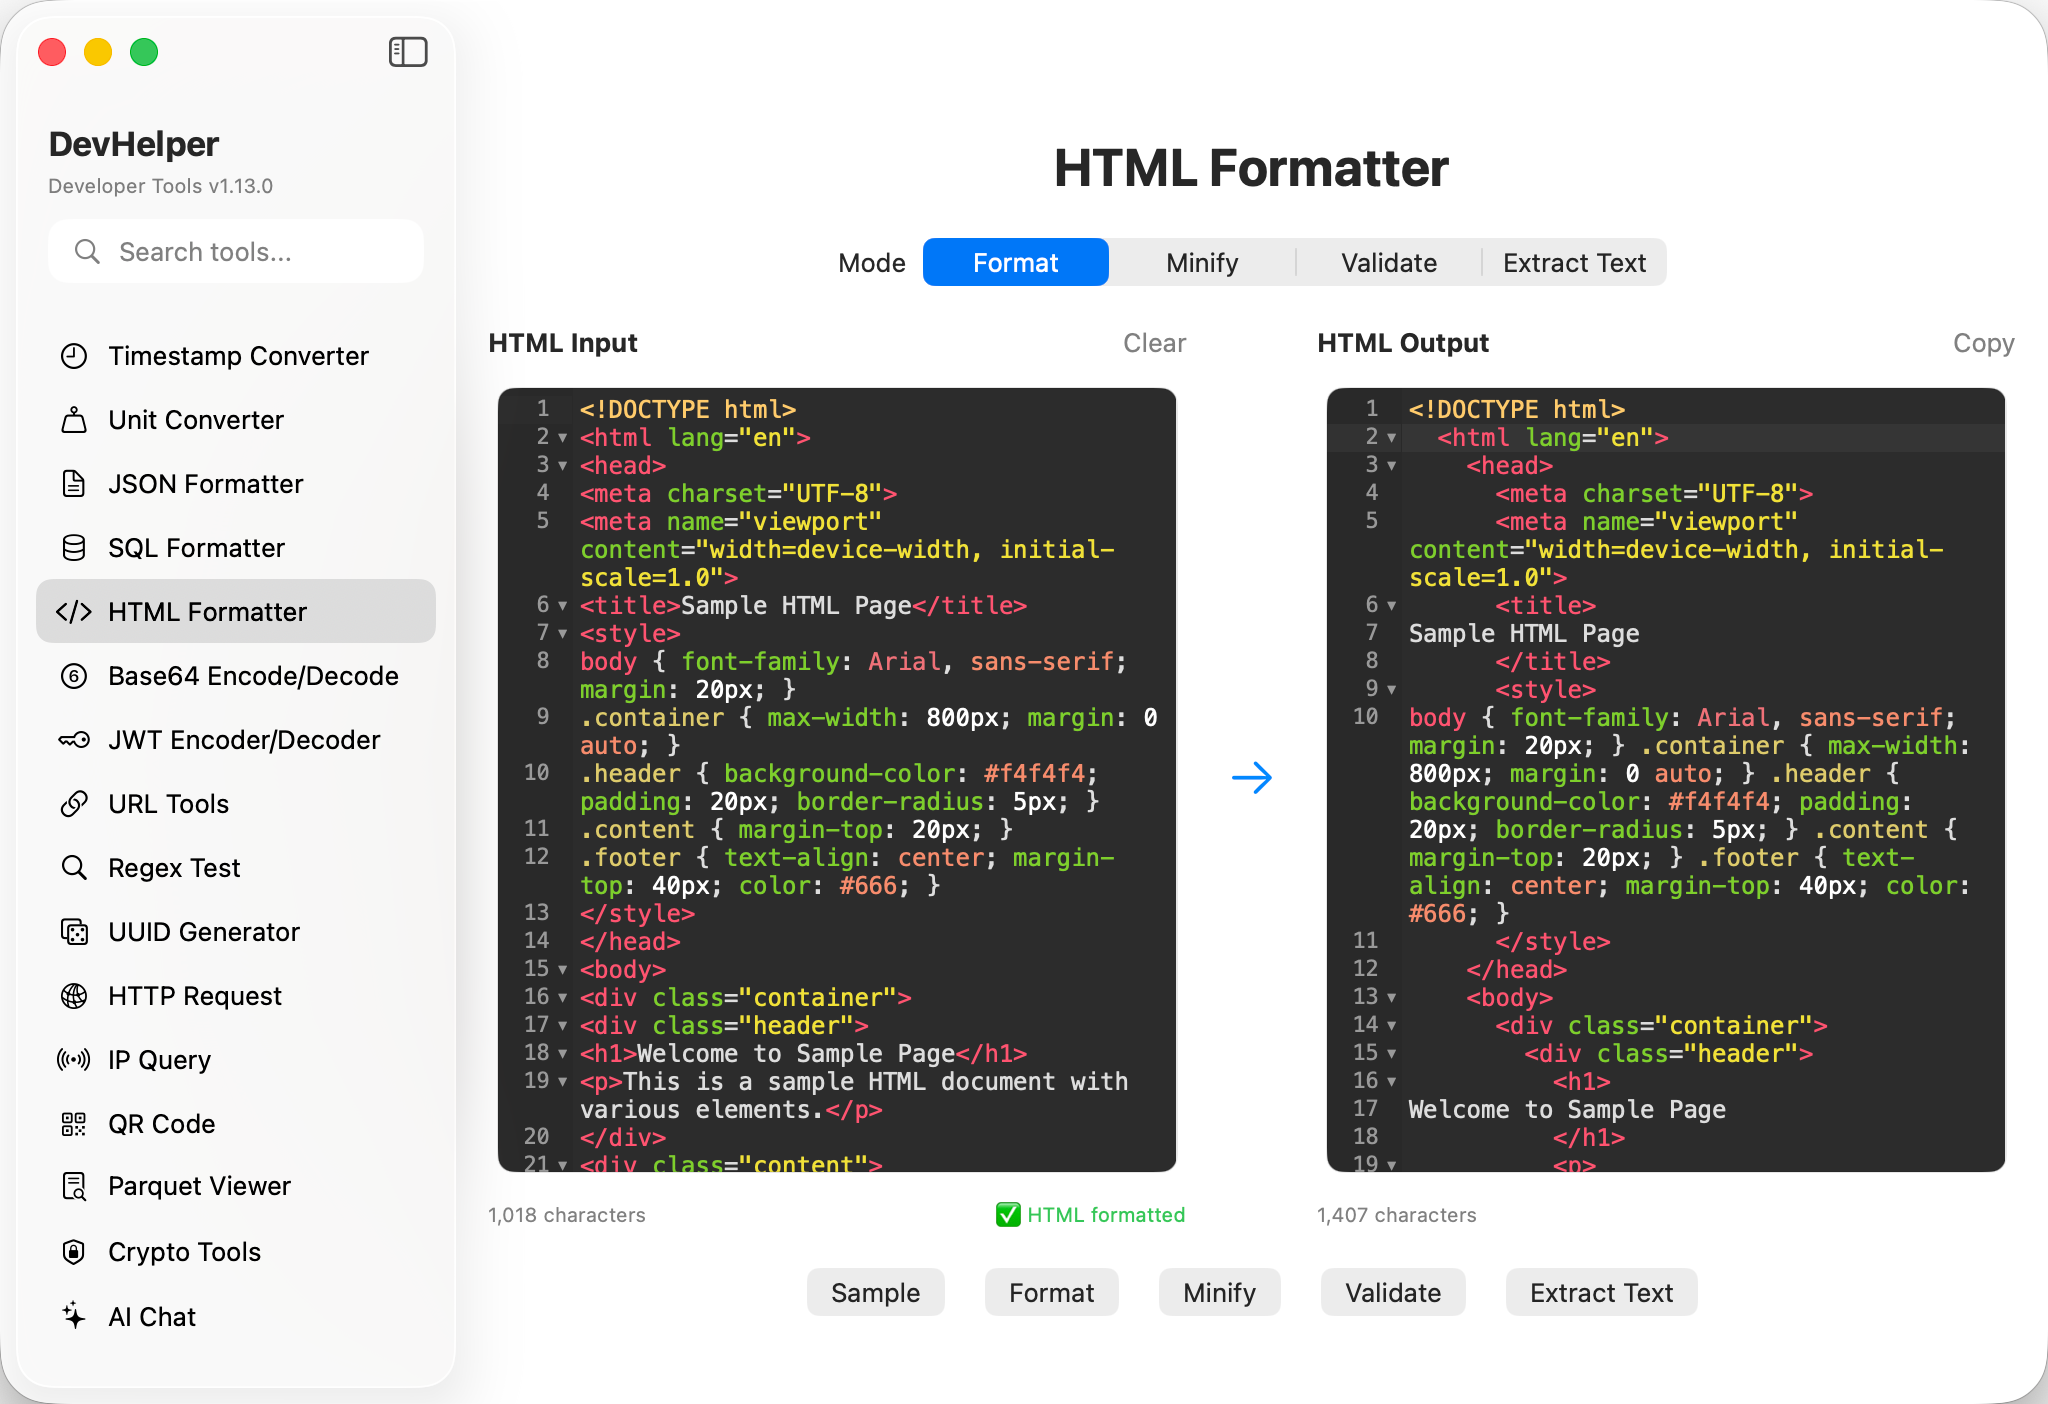 DevHelper
Developer Tools v1.13.0
Search tools...
Timestamp Converter
Unit Converter
JSON Formatter
SQL Formatter
</> HTML Formatter
Base64 Encode/Decode
JWT Encoder/Decoder
URL Tools
Regex Test
UUID Generator
HTTP Request
IP Query
QR Code
Parquet Viewer
Crypto Tools
AI Chat
HTML Formatter
Mode Format Minify Validate Extract Text
HTML Input Clear
1 <!DOCTYPE html>
2 <html lang="en">
3 <head>
4 <meta charset="UTF-8">
5 <meta name="viewport"
content="width=device-width, initial-
scale=1.0">
6 <title>Sample HTML Page</title>
7 <style>
8 body { font-family: Arial, sans-serif;
margin: 20px; }
9 .container { max-width: 800px; margin: 0
auto; }
10 .header { background-color: #f4f4f4;
padding: 20px; border-radius: 5px; }
11 .content { margin-top: 20px; }
12 .footer { text-align: center; margin-
top: 40px; color: #666; }
13 </style>
14 </head>
15 <body>
16 <div class="container">
17 <div class="header">
18 <h1>Welcome to Sample Page</h1>
19 <p>This is a sample HTML document with
various elements.</p>
20 </div>
21 <div class="content">
1,018 characters
✅ HTML formatted
HTML Output Copy
1 <!DOCTYPE html>
2 <html lang="en">
3 <head>
4 <meta charset="UTF-8">
5 <meta name="viewport"
content="width=device-width, initial-
scale=1.0">
6 <title>
7 Sample HTML Page
8 </title>
9 <style>
10 body { font-family: Arial, sans-serif;
margin: 20px; } .container { max-width:
800px; margin: 0 auto; } .header {
background-color: #f4f4f4; padding:
20px; border-radius: 5px; } .content {
margin-top: 20px; } .footer { text-
align: center; margin-top: 40px; color:
#666; }
11 </style>
12 </head>
13 <body>
14 <div class="container">
15 <div class="header">
16 <h1>
17 Welcome to Sample Page
18 </h1>
19 <p>
1,407 characters
Sample Format Minify Validate Extract Text